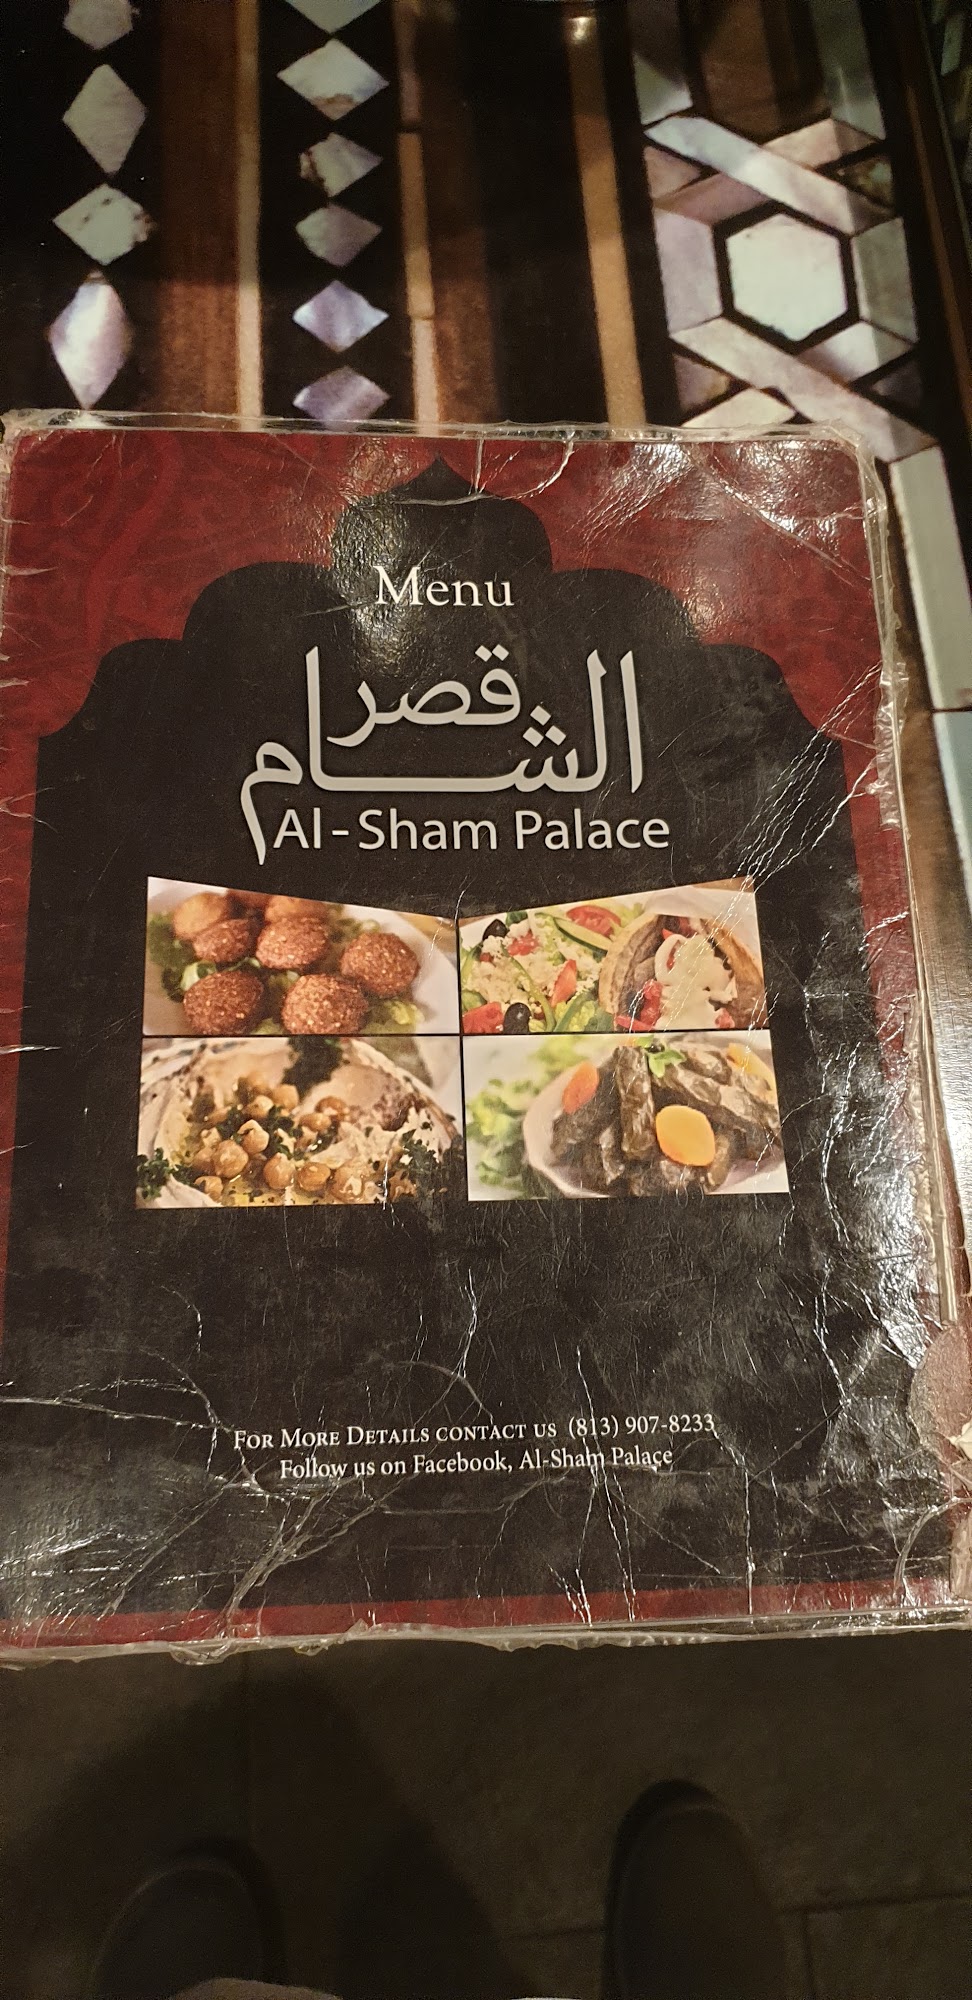 Menu
قصر
الشام
Al-Sham Palace
For More Details contact us (813) 907-8233
Follow us on Facebook, Al-Sham Palace